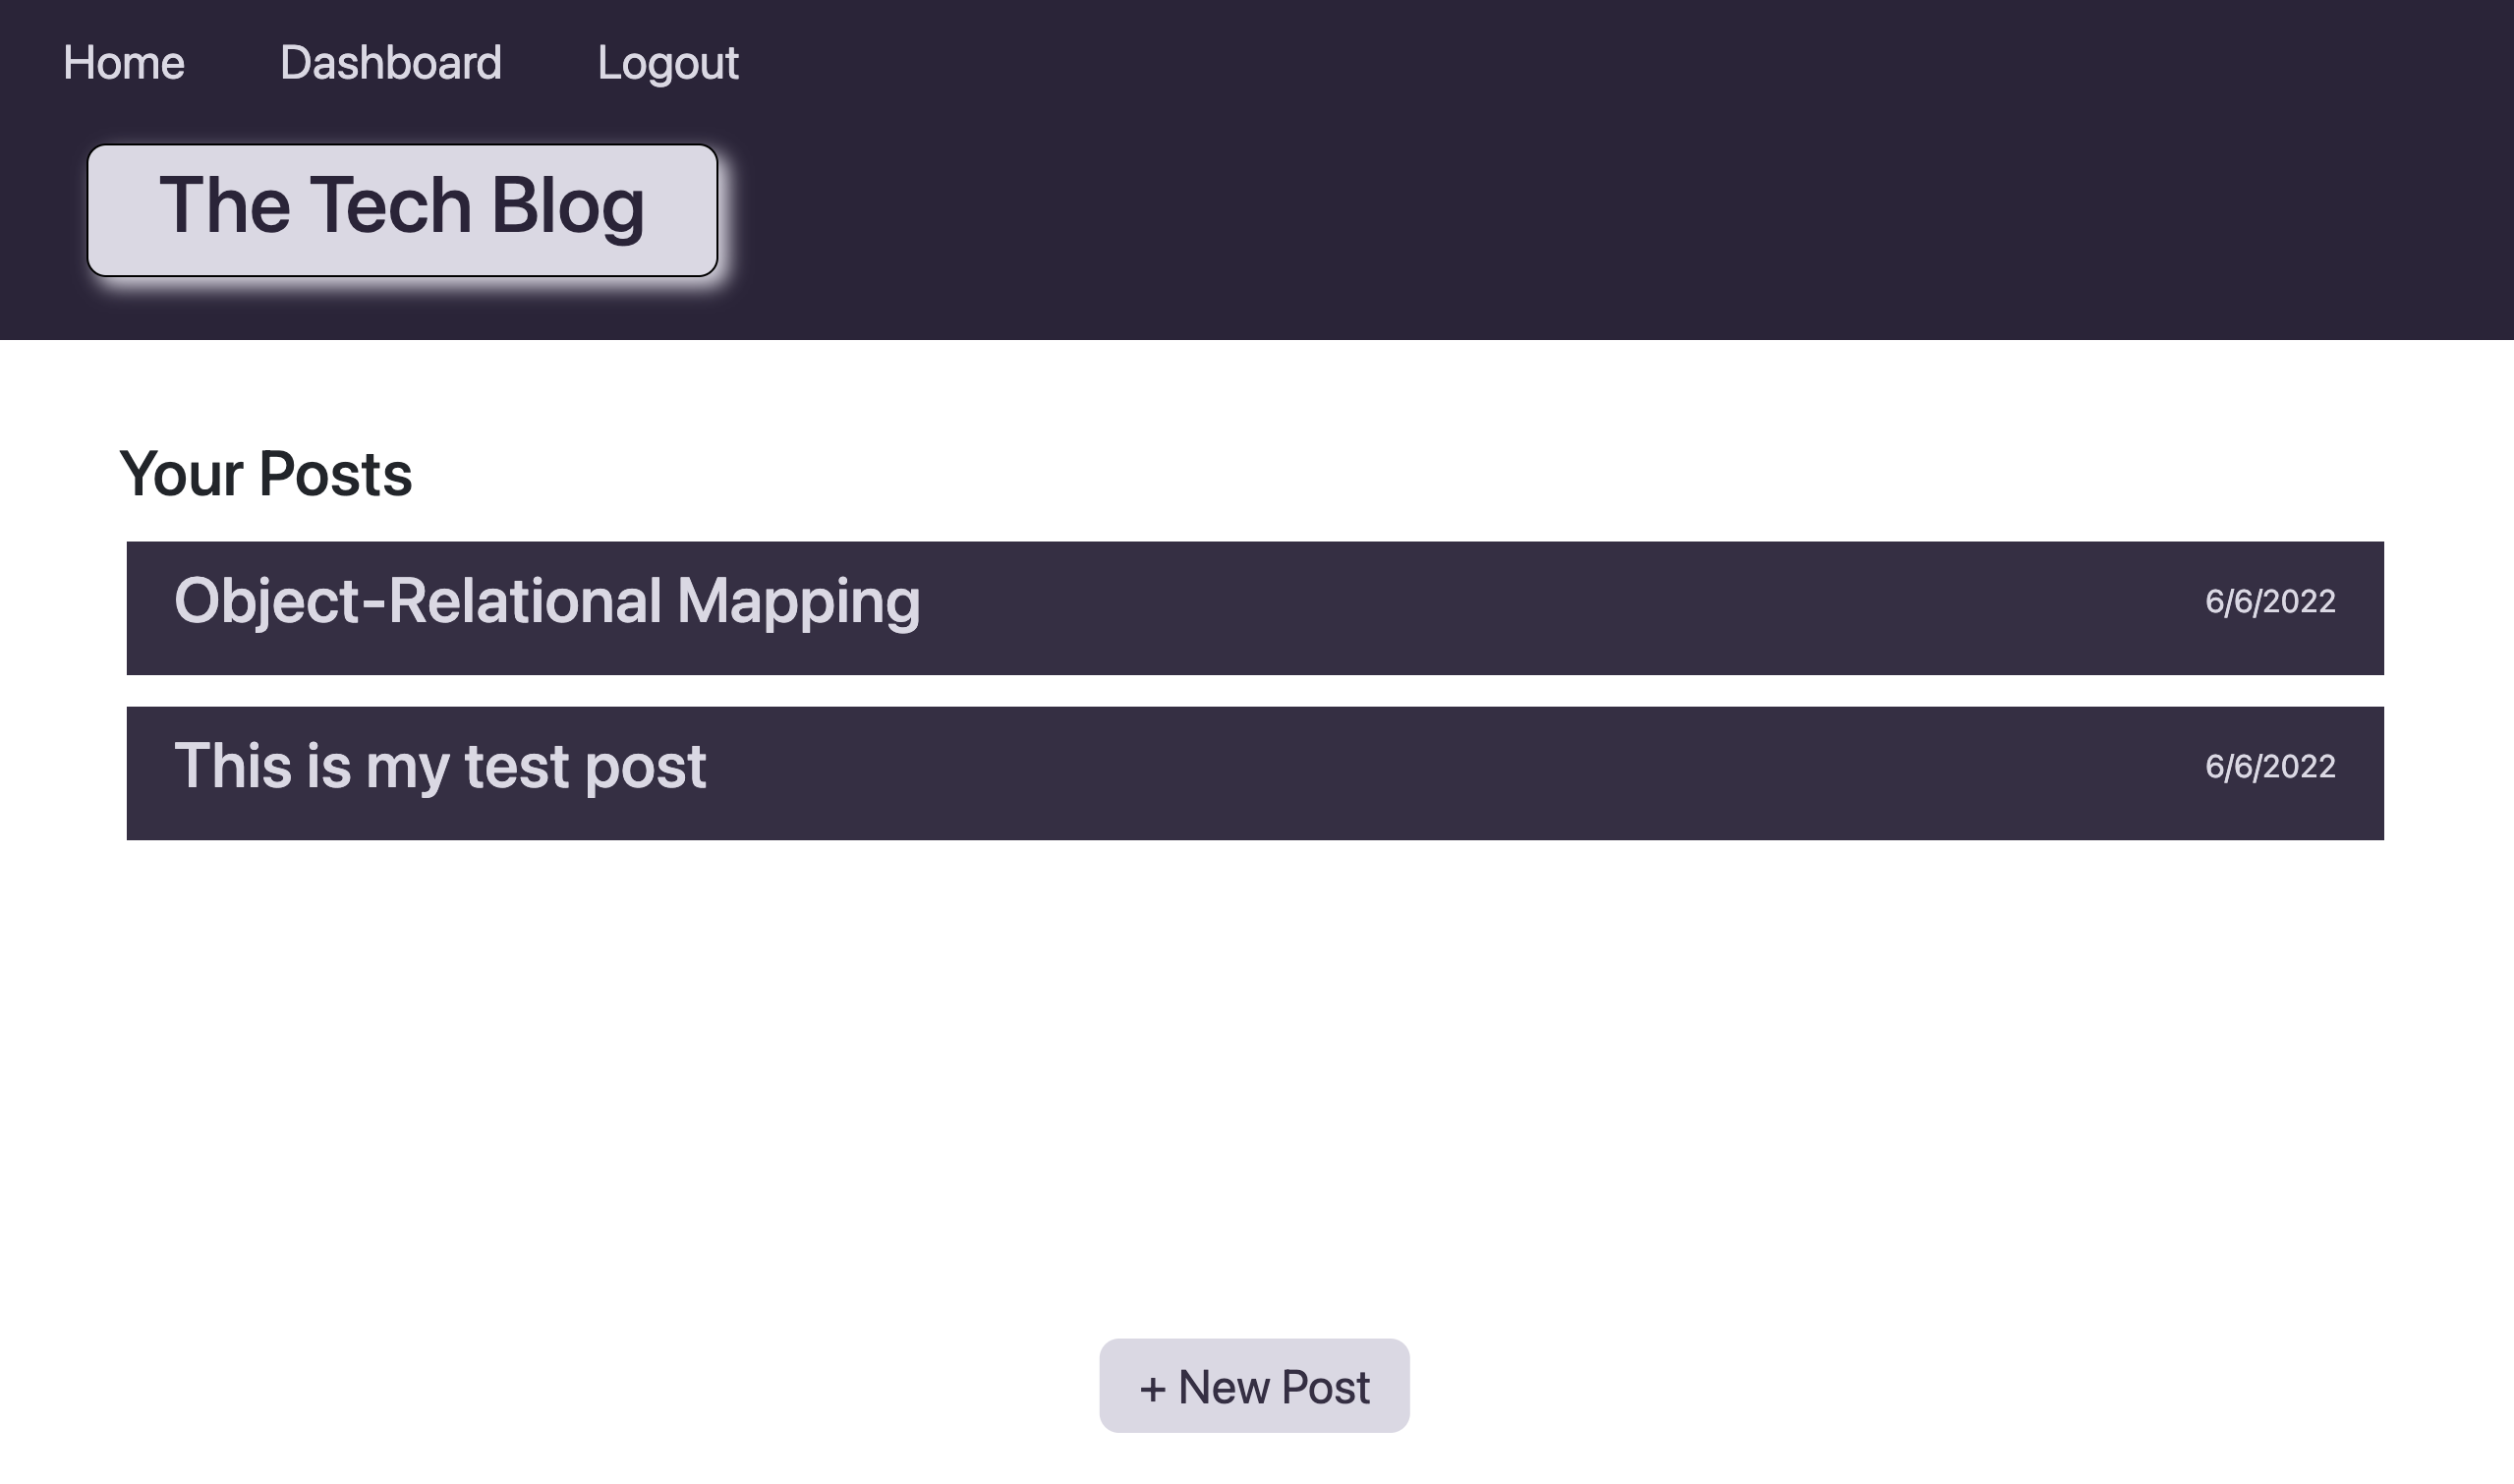 Home Dashboard Logout
The Tech Blog
Your Posts
Object-Relational Mapping 6/6/2022
This is my test post 6/6/2022
+ New Post